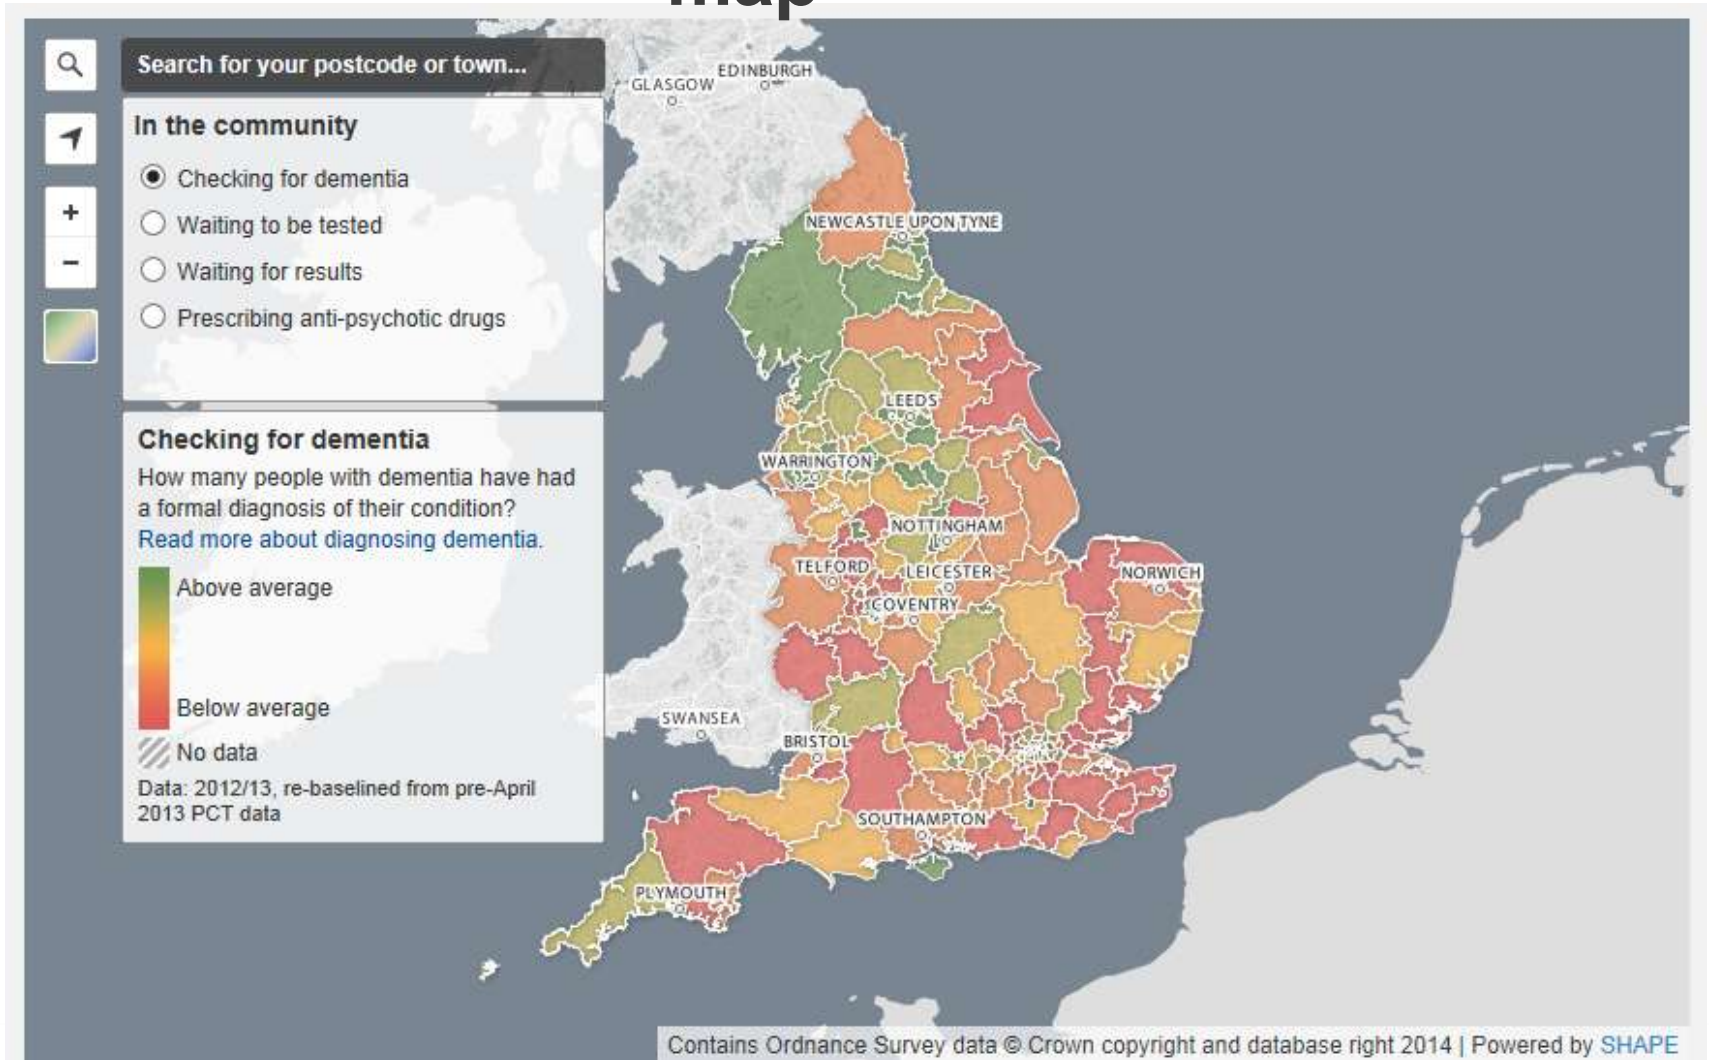 map
Search for your postcode or town...
In the community
Checking for dementia
Waiting to be tested
Waiting for results
Prescribing anti-psychotic drugs
Checking for dementia
How many people with dementia have had
a formal diagnosis of their condition?
Read more about diagnosing dementia.
Above average
Below average
No data
Data: 2012/13, re-baselined from pre-April
2013 PCT data
EDINBURGH
GLASGOW
NEWCASTLE UPON TYNE
LEEDS
WARRINGTON
NOTTINGHAM
TELFORD
LEICESTER
NORWICH
COVENTRY
SWANSEA
BRISTOL
SOUTHAMPTON
PLYMOUTH
Contains Ordnance Survey data © Crown copyright and database right 2014 | Powered by SHAPE